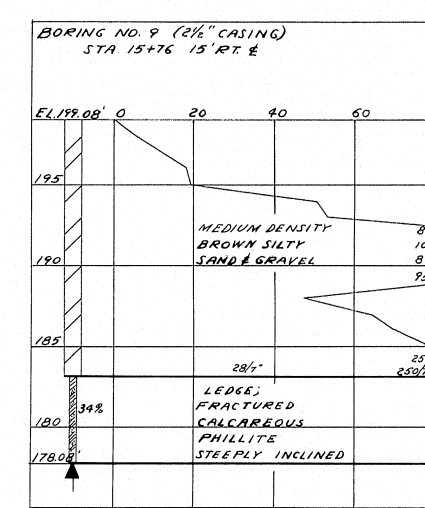 BORING NO. 9 (2½" CASING)
STA. 15+76 15' RT. ℄
EL.199.08' 0 20 40 60
195
MEDIUM DENSITY
BROWN SILTY
SAND & GRAVEL
190
185
28/7"
LEDGE;
34% FRACTURED
180 CALCAREOUS
PHILLITE
178.08' STEEPLY INCLINED